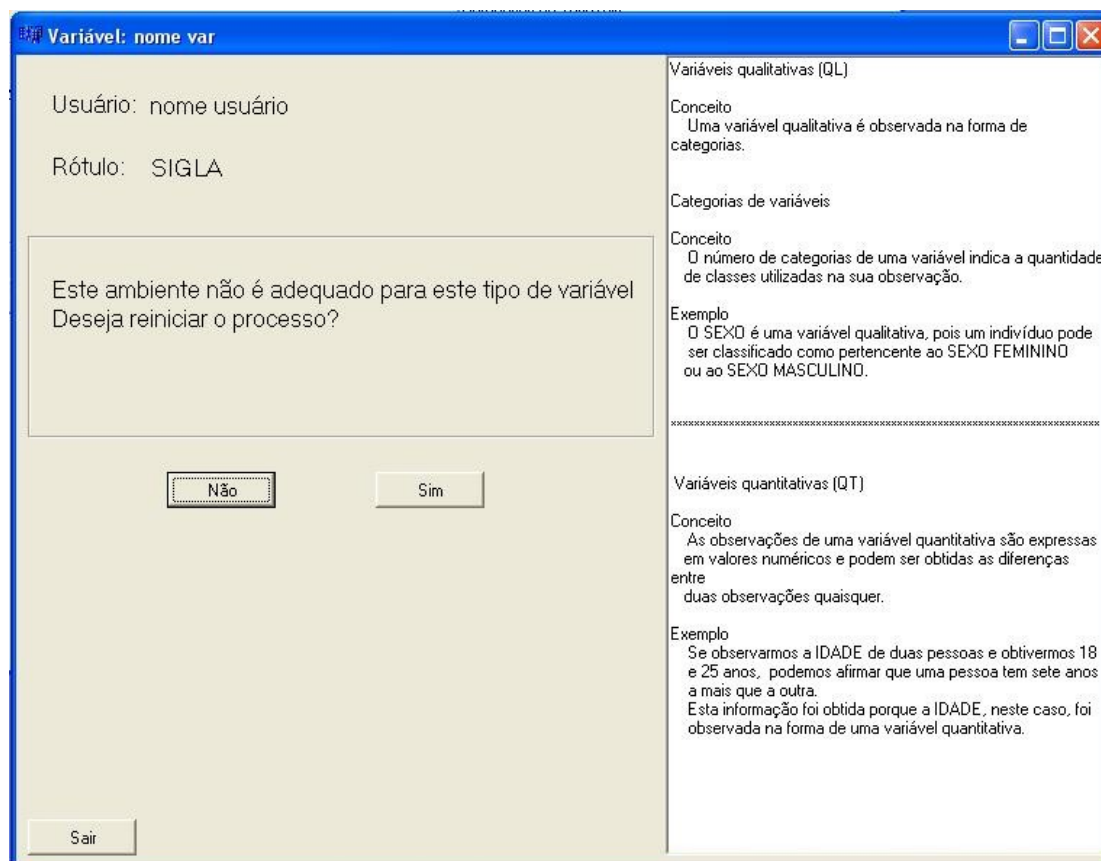 Variável: nome var
Usuário: nome usuário
Rótulo: SIGLA
Este ambiente não é adequado para este tipo de variável
Deseja reiniciar o processo?
Não
Sim
Sair
Variáveis qualitativas (QL)
Conceito
Uma variável qualitativa é observada na forma de
categorias.
Categorias de variáveis
Conceito
O número de categorias de uma variável indica a quantidade
de classes utilizadas na sua observação.
Exemplo
O SEXO é uma variável qualitativa, pois um indivíduo pode
ser classificado como pertencente ao SEXO FEMININO
ou ao SEXO MASCULINO.
Variáveis quantitativas (QT)
Conceito
As observações de uma variável quantitativa são expressas
em valores numéricos e podem ser obtidas as diferenças
entre
duas observações quaisquer.
Exemplo
Se observarmos a IDADE de duas pessoas e obtivermos 18
e 25 anos, podemos afirmar que uma pessoa tem sete anos
a mais que a outra.
Esta informação foi obtida porque a IDADE, neste caso, foi
observada na forma de uma variável quantitativa.